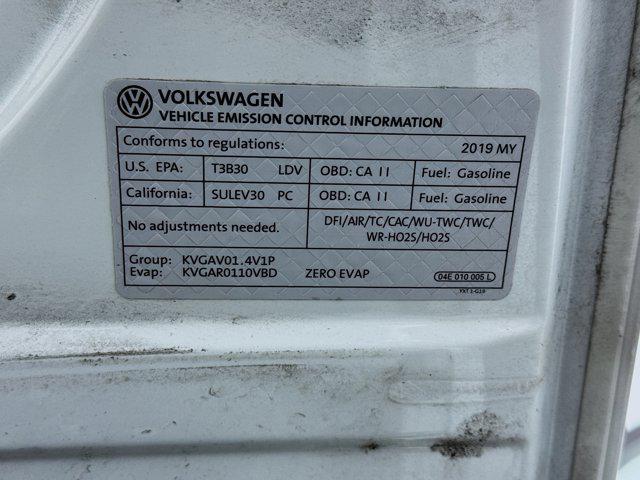 VOLKSWAGEN
VEHICLE EMISSION CONTROL INFORMATION
Conforms to regulations: 2019 MY
U.S. EPA: T3B30 LDV OBD: CA II Fuel: Gasoline
California: SULEV30 PC OBD: CA II Fuel: Gasoline
No adjustments needed. DFI/AIR/TC/CAC/WU-TWC/TWC/
WR-HO2S/HO2S
Group: KVGAV01.4V1P
Evap: KVGAR0110VBD ZERO EVAP 04E 010 005 L